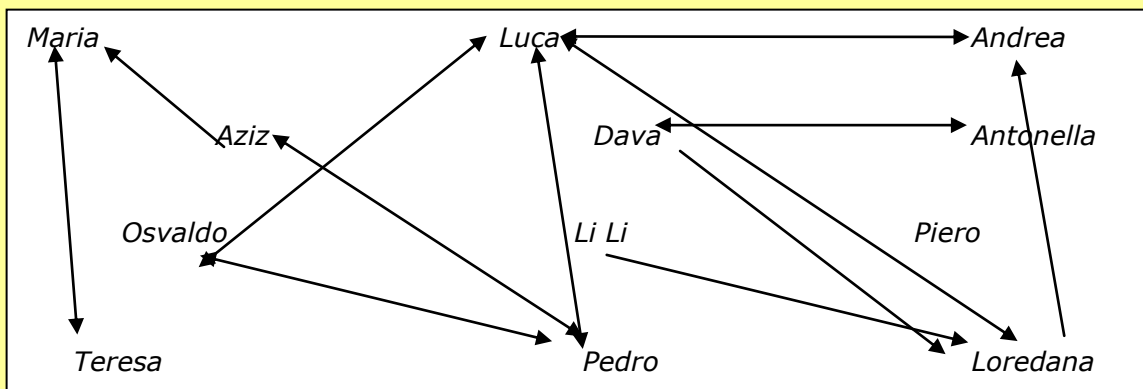 Maria Luca Andrea
Aziz Dava Antonella
Osvaldo Li Li Piero
Teresa Pedro Loredana